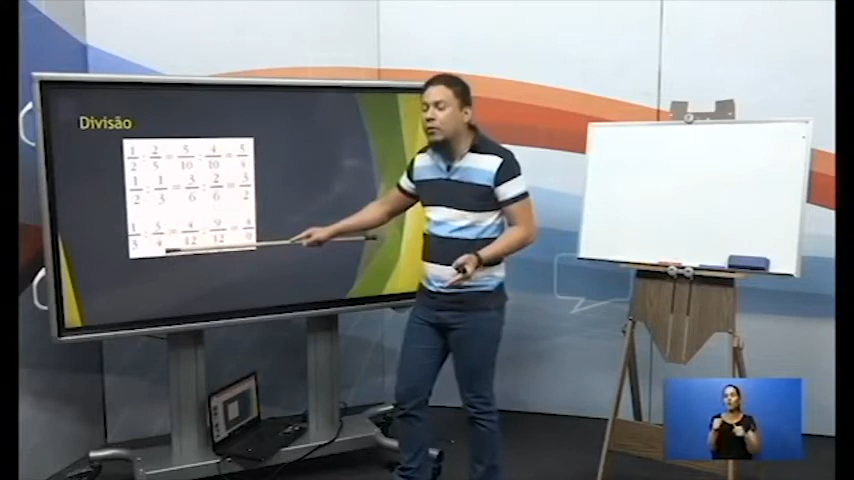 Divisão
1/2 : 2/5 = 5/10 : 4/10 = 5/4
1/2 : 1/3 = 3/6 : 2/6 = 3/2
1/3 : 3/4 = 4/12 : 9/12 = 4/9